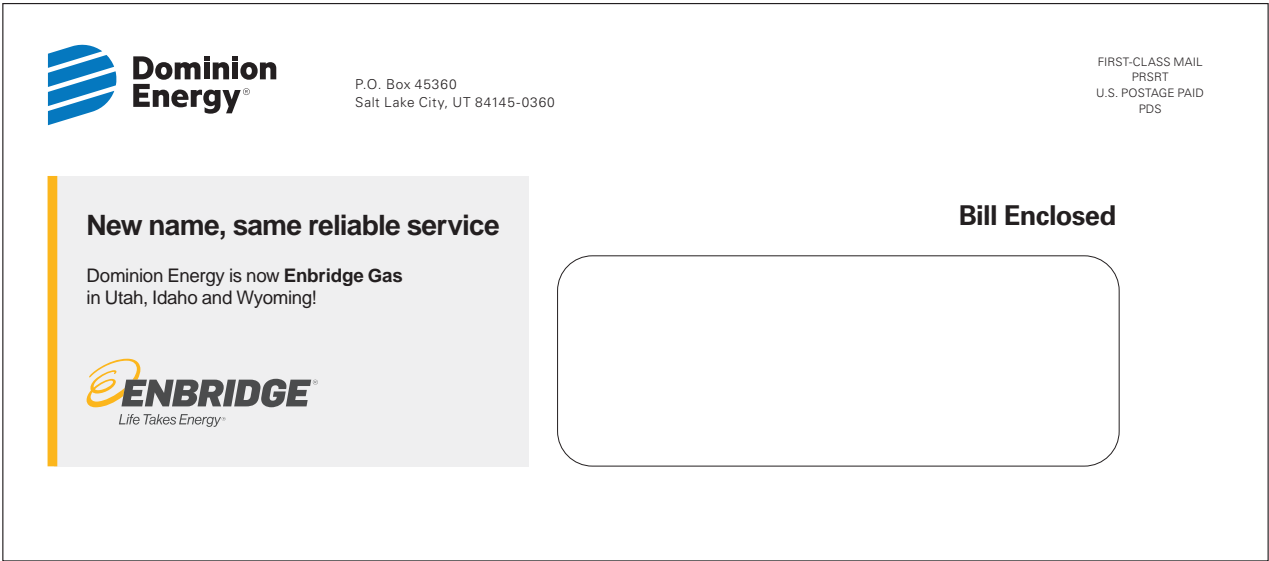 Dominion
Energy®
P.O. Box 45360
Salt Lake City, UT 84145-0360
FIRST-CLASS MAIL
PRSRT
U.S. POSTAGE PAID
PDS
New name, same reliable service
Dominion Energy is now Enbridge Gas
in Utah, Idaho and Wyoming!
ENBRIDGE®
Life Takes Energy®
Bill Enclosed